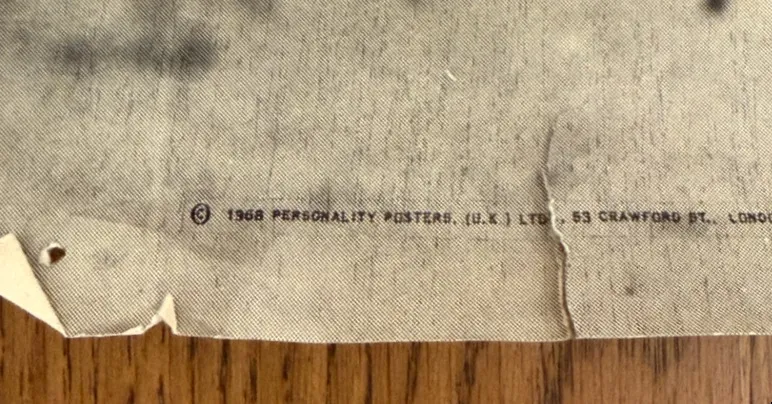 © 1968 PERSONALITY POSTERS, (U.K.) LTD., 53 CRAWFORD ST., LONDO